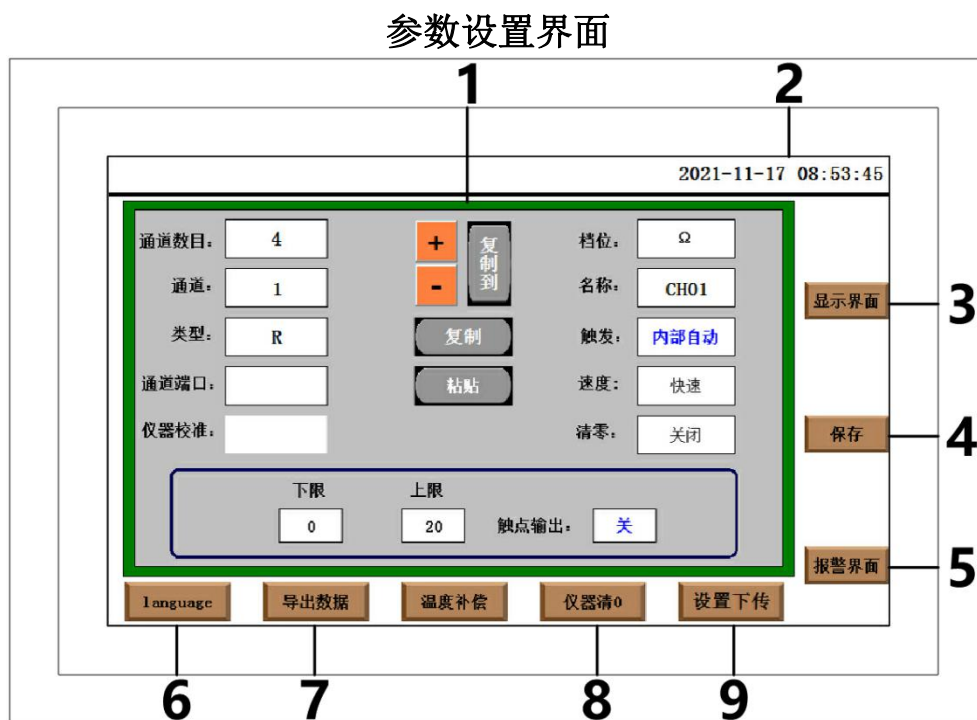 参数设置界面
1 2
2021-11-17 08:53:45
通道数目: 4 + 复制到 档位: Ω
通道: 1 - 名称: CH01
显示界面 3
类型: R 复制 触发: 内部自动
通道端口: 粘贴 速度: 快速
仪器校准: 清零: 关闭
保存 4
下限 上限
0 20 触点输出: 关
报警界面 5
language 导出数据 温度补偿 仪器清0 设置下传
6 7 8 9